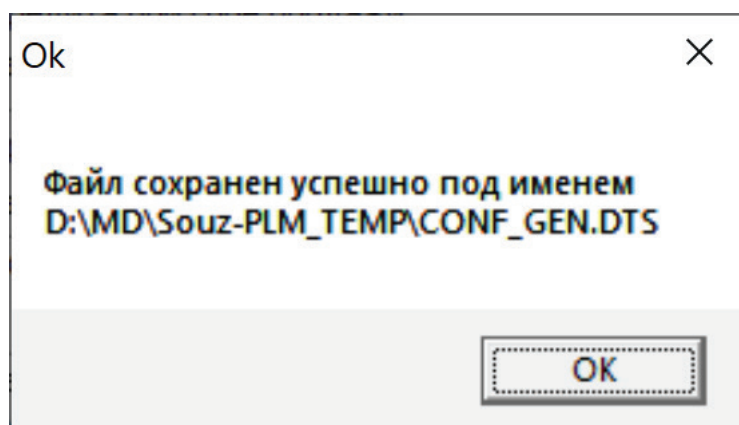 Ok
Файл сохранен успешно под именем
D:\MD\Souz-PLM_TEMP\CONF_GEN.DTS
OK